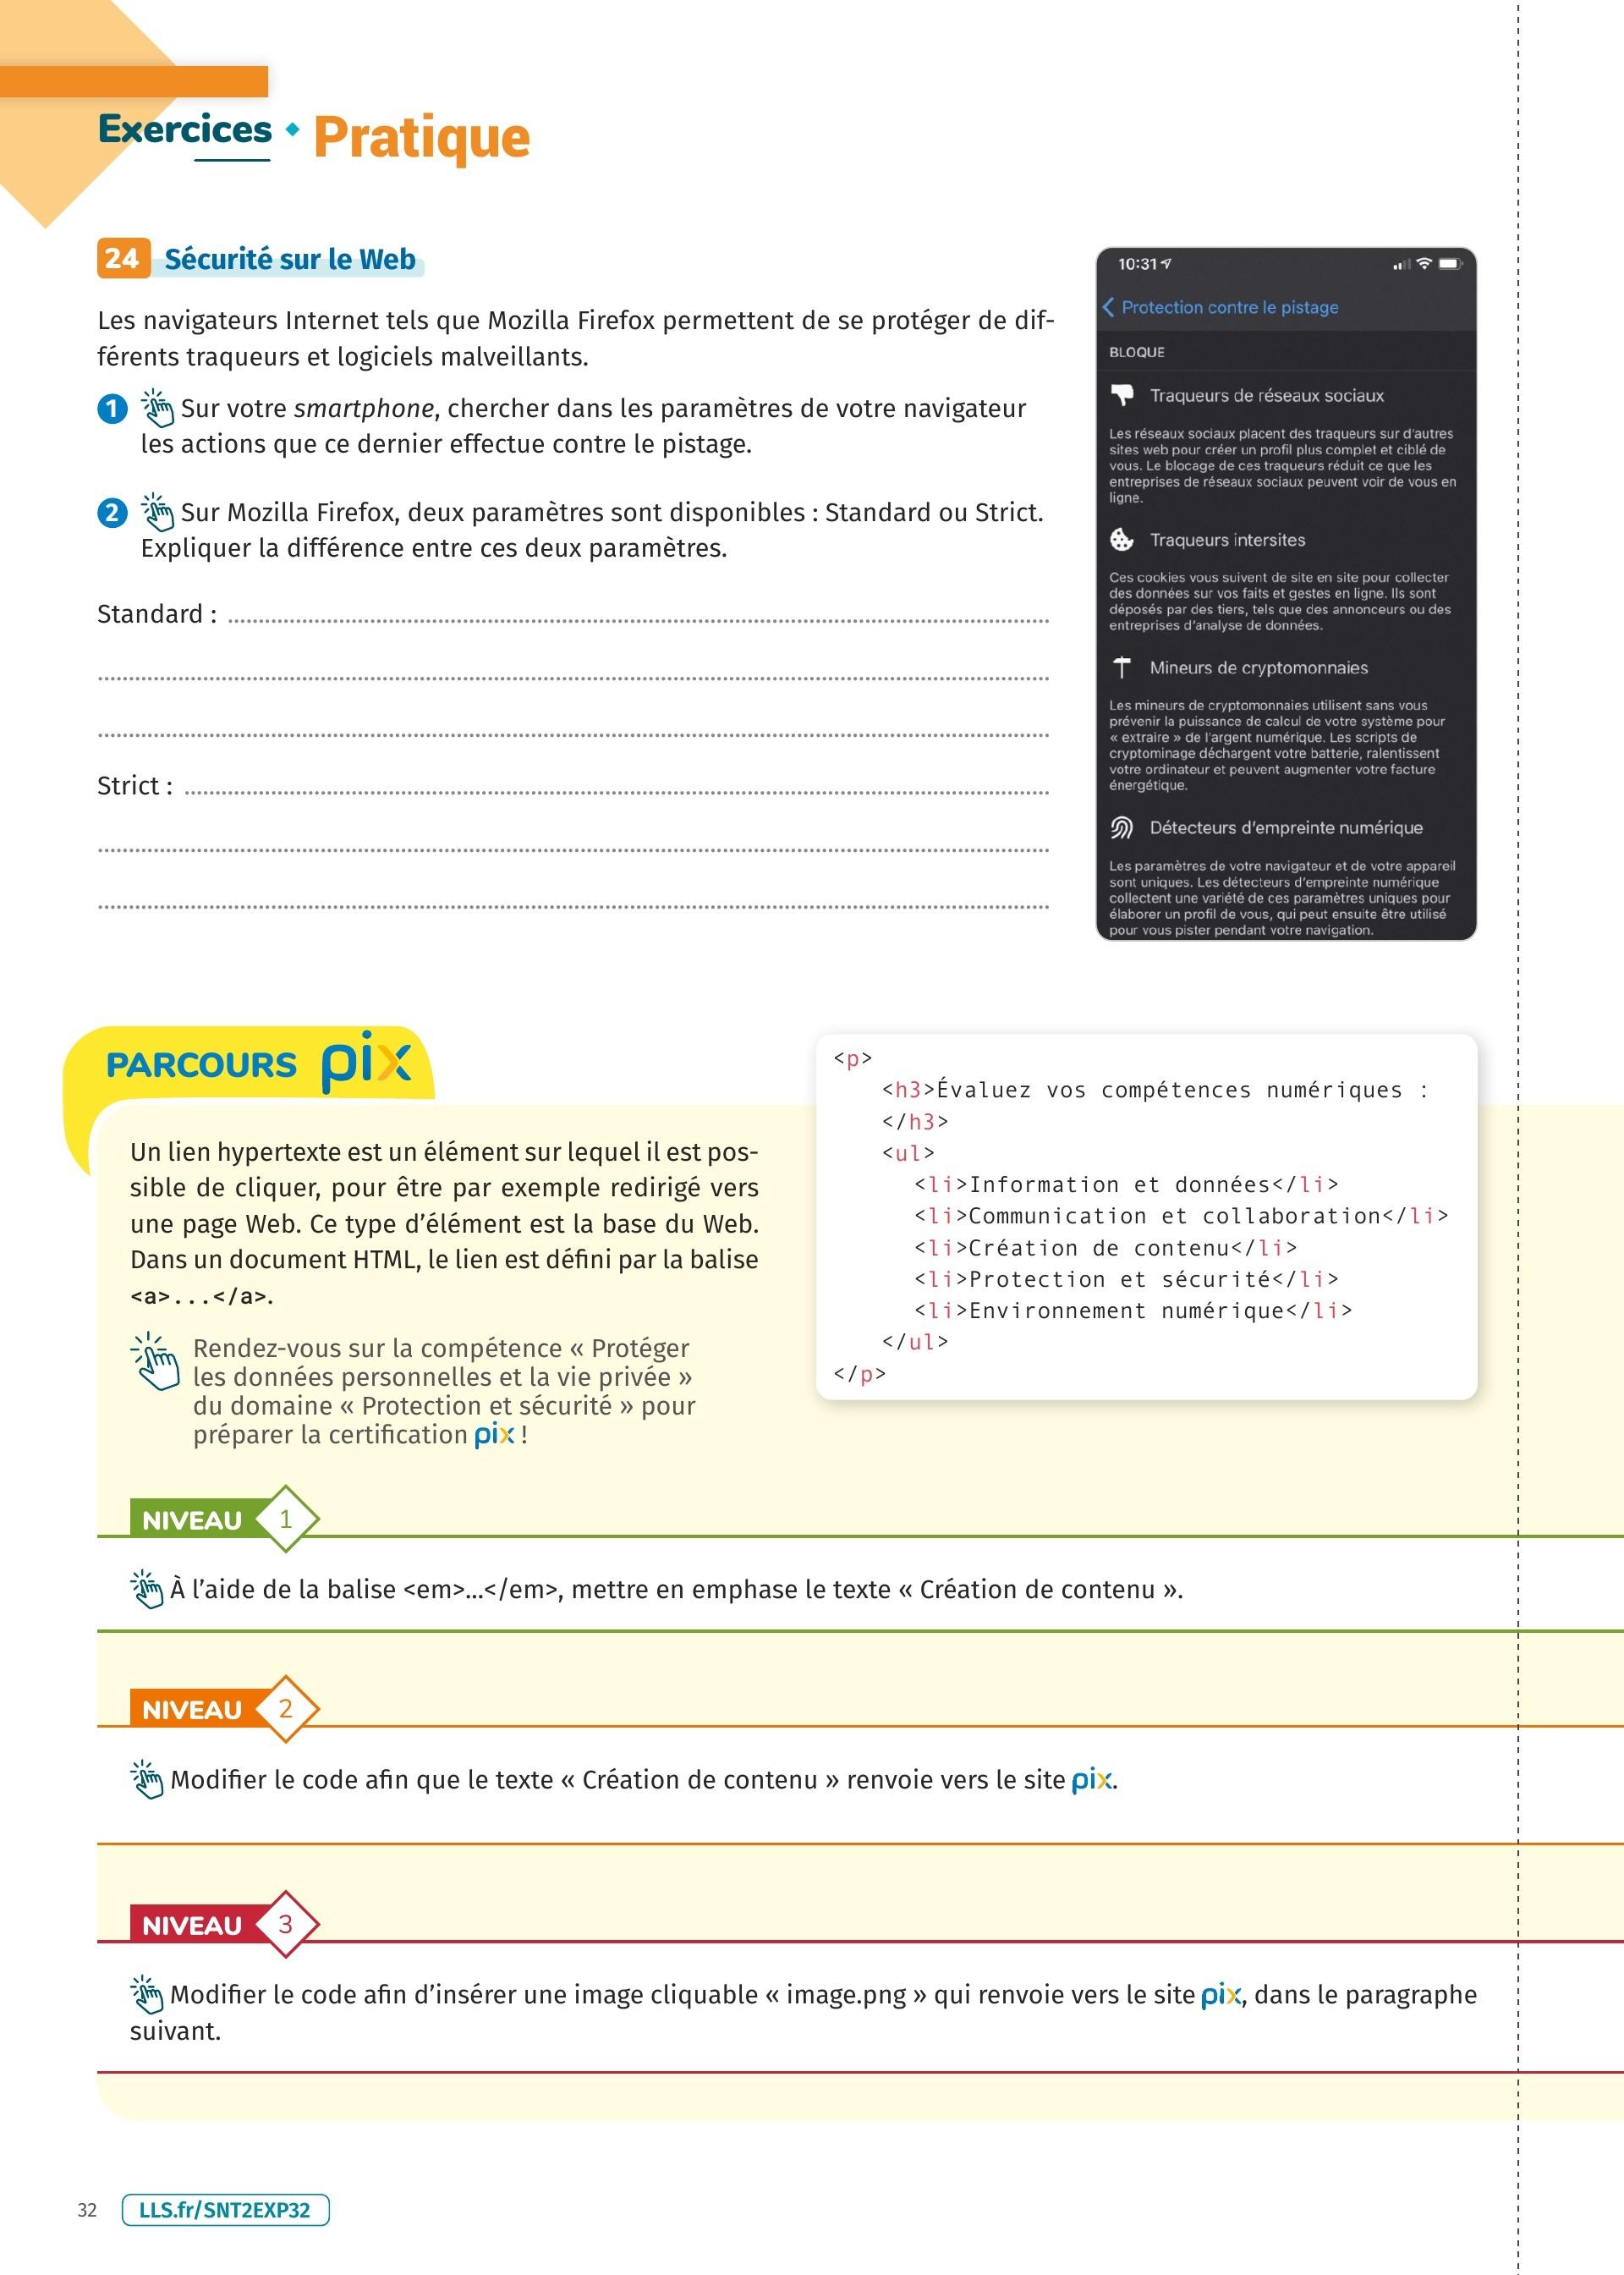 Exercices • Pratique
24 Sécurité sur le Web
Les navigateurs Internet tels que Mozilla Firefox permettent de se protéger de dif-
férents traqueurs et logiciels malveillants.
1 Sur votre smartphone, chercher dans les paramètres de votre navigateur
les actions que ce dernier effectue contre le pistage.
2 Sur Mozilla Firefox, deux paramètres sont disponibles : Standard ou Strict.
Expliquer la différence entre ces deux paramètres.
Standard :
Strict :
10:31
Protection contre le pistage
BLOQUE
Traqueurs de réseaux sociaux
Les réseaux sociaux placent des traqueurs sur d'autres
sites web pour créer un profil plus complet et ciblé de
vous. Le blocage de ces traqueurs réduit ce que les
entreprises de réseaux sociaux peuvent voir de vous en
ligne.
Traqueurs intersites
Ces cookies vous suivent de site en site pour collecter
des données sur vos faits et gestes en ligne. Ils sont
déposés par des tiers, tels que des annonceurs ou des
entreprises d'analyse de données.
Mineurs de cryptomonnaies
Les mineurs de cryptomonnaies utilisent sans vous
prévenir la puissance de calcul de votre système pour
« extraire » de l'argent numérique. Les scripts de
cryptominage déchargent votre batterie, ralentissent
votre ordinateur et peuvent augmenter votre facture
énergétique.
Détecteurs d'empreinte numérique
Les paramètres de votre navigateur et de votre appareil
sont uniques. Les détecteurs d'empreinte numérique
collectent une variété de ces paramètres uniques pour
élaborer un profil de vous, qui peut ensuite être utilisé
pour vous pister pendant votre navigation.
PARCOURS pix
Un lien hypertexte est un élément sur lequel il est pos-
sible de cliquer, pour être par exemple redirigé vers
une page Web. Ce type d'élément est la base du Web.
Dans un document HTML, le lien est défini par la balise
<a>...</a>.
Rendez-vous sur la compétence « Protéger
les données personnelles et la vie privée »
du domaine « Protection et sécurité » pour
préparer la certification pix !
<p>
<h3>Évaluez vos compétences numériques :
</h3>
<ul>
<li>Information et données</li>
<li>Communication et collaboration</li>
<li>Création de contenu</li>
<li>Protection et sécurité</li>
<li>Environnement numérique</li>
</ul>
</p>
NIVEAU 1
À l'aide de la balise <em>...</em>, mettre en emphase le texte « Création de contenu ».
NIVEAU 2
Modifier le code afin que le texte « Création de contenu » renvoie vers le site pix.
NIVEAU 3
Modifier le code afin d'insérer une image cliquable « image.png » qui renvoie vers le site pix, dans le paragraphe
suivant.
32 LLS.fr/SNT2EXP32